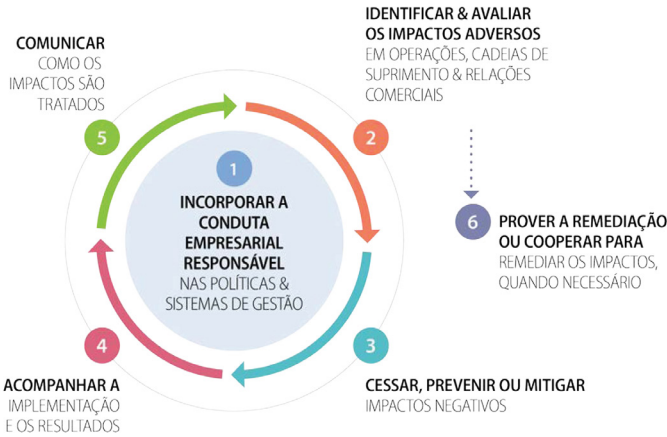 1
INCORPORAR A
CONDUTA
EMPRESARIAL
RESPONSÁVEL
NAS POLÍTICAS &
SISTEMAS DE GESTÃO
2
IDENTIFICAR & AVALIAR
OS IMPACTOS ADVERSOS
EM OPERAÇÕES, CADEIAS DE
SUPRIMENTO & RELAÇÕES
COMERCIAIS
3
CESSAR, PREVENIR OU MITIGAR
IMPACTOS NEGATIVOS
4
ACOMPANHAR A
IMPLEMENTAÇÃO
E OS RESULTADOS
5
COMUNICAR
COMO OS
IMPACTOS SÃO
TRATADOS
6
PROVER A REMEDIAÇÃO
OU COOPERAR PARA
REMEDIAR OS IMPACTOS,
QUANDO NECESSÁRIO